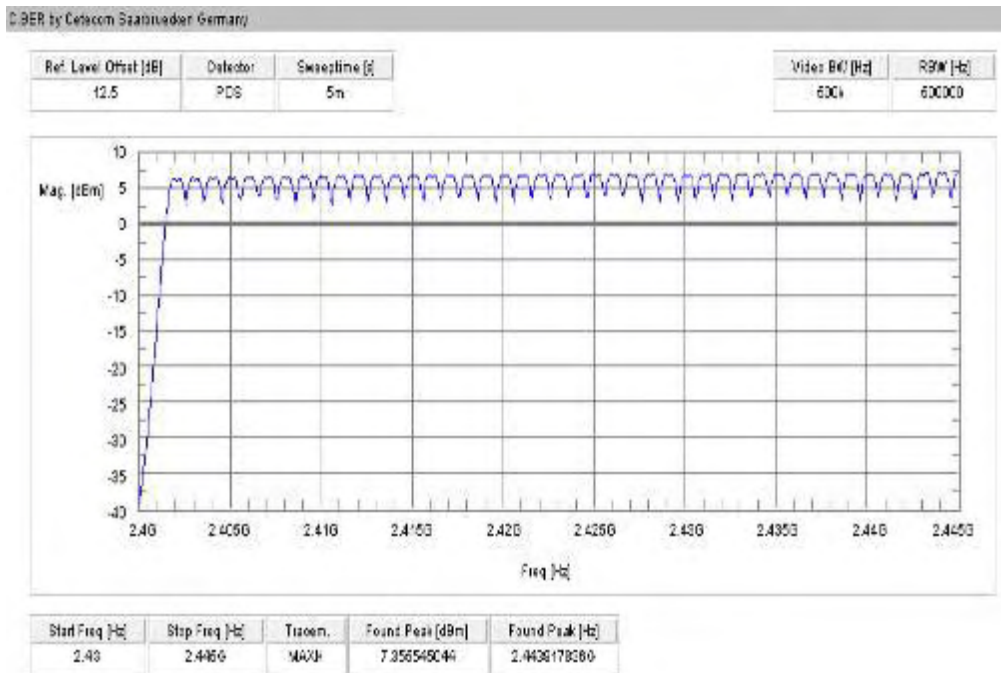 by Cetecom Saarbruecken Germany
Ref. Level Offset [dB] Detector Sweeptime [s] Video BW [Hz] RBW [Hz]
12.5 5m 600k 600000
10
Mag. [dBm] 5
0
-5
-10
-15
-20
-25
-30
-35
-40
2.4G 2.405G 2.41G 2.415G 2.42G 2.425G 2.43G 2.435G 2.44G 2.445G
Freq [Hz]
Start Freq [Hz] Stop Freq [Hz] Tracem. Found Peak [dBm] Found Peak [Hz]
2.4G 2.445G MAXH 7.356545044